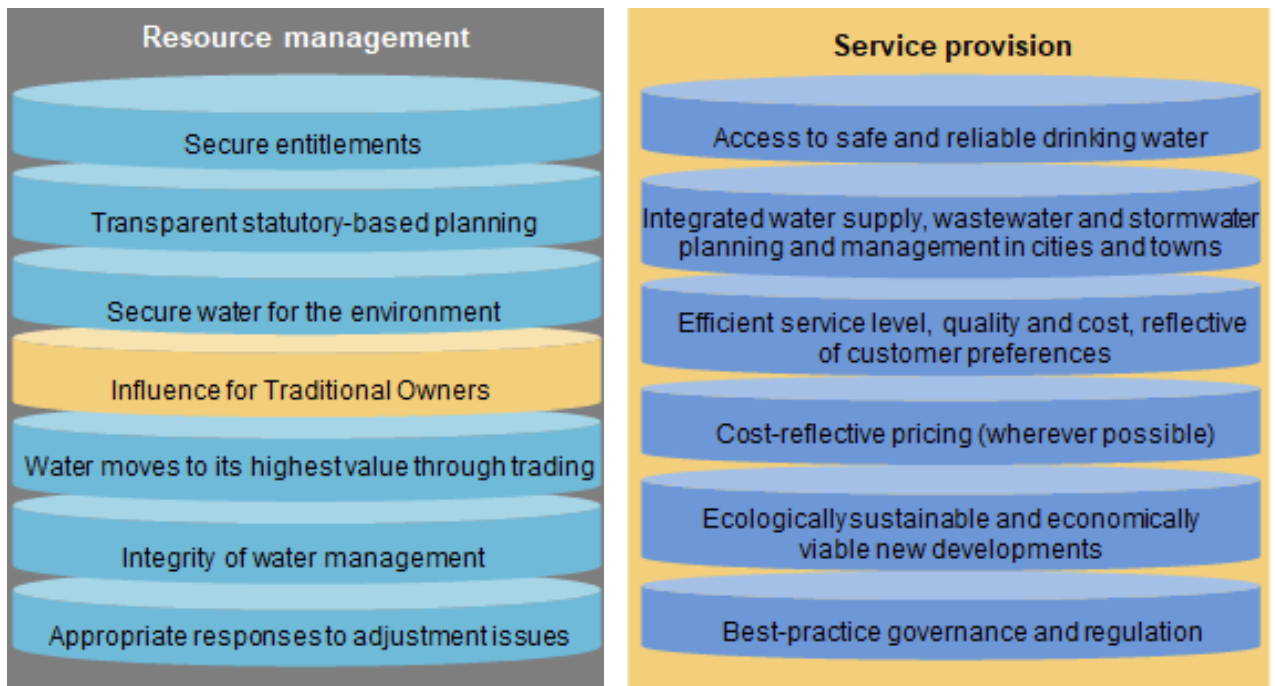 Resource management
Secure entitlements
Transparent statutory-based planning
Secure water for the environment
Influence for Traditional Owners
Water moves to its highest value through trading
Integrity of water management
Appropriate responses to adjustment issues
Service provision
Access to safe and reliable drinking water
Integrated water supply, wastewater and stormwater
planning and management in cities and towns
Efficient service level, quality and cost, reflective
of customer preferences
Cost-reflective pricing (wherever possible)
Ecologically sustainable and economically
viable new developments
Best-practice governance and regulation